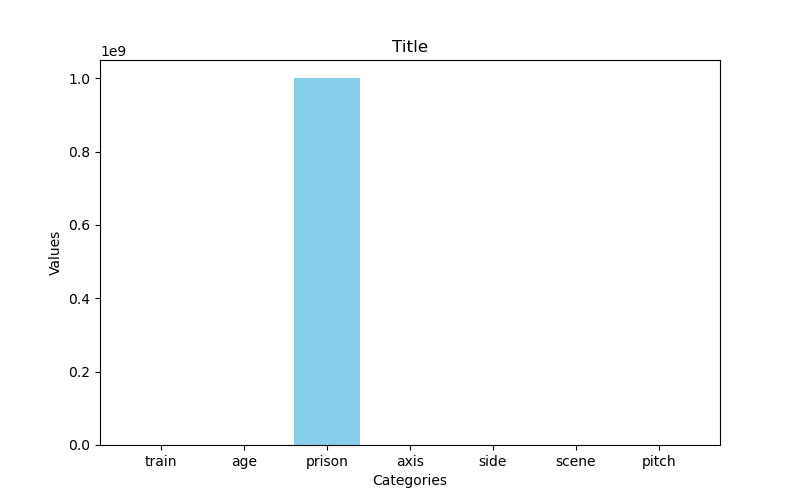 Title
1e9
1.0
0.8
0.6
0.4
0.2
0.0
Values
train age prison axis side scene pitch
Categories